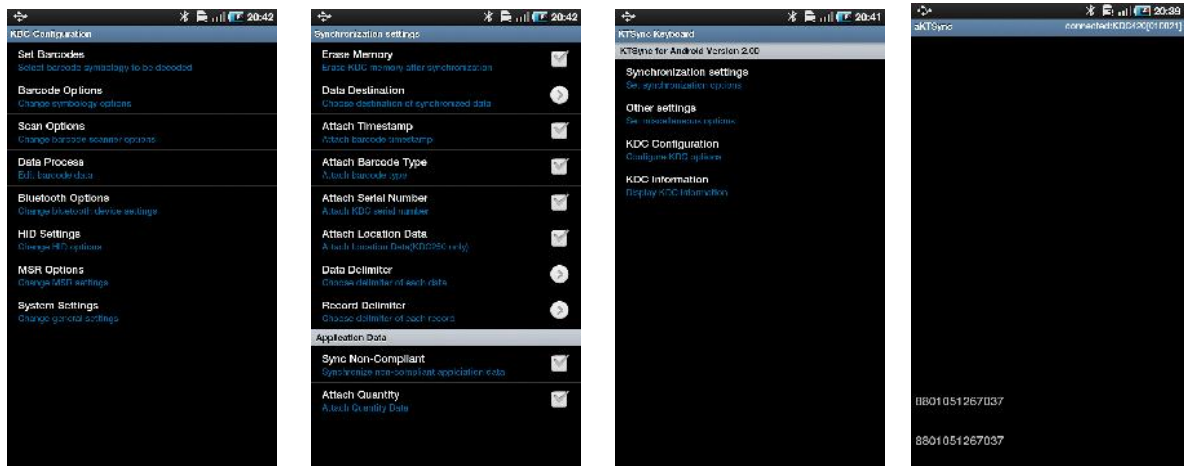 20:42
KDC Configuration
Set Barcodes
Select barcode symbology to be decoded
Barcode Options
Change symbology options
Scan Options
Change barcode scanner options
Data Process
Edit barcode data
Bluetooth Options
Change bluetooth device settings
HID Settings
Change HID options
MSR Options
Change MSR settings
System Settings
Change general settings
20:42
Synchronization settings
Erase Memory
Erase KDC memory after synchronization
Data Destination
Choose destination of synchronized data
Attach Timestamp
Attach barcode timestamp
Attach Barcode Type
Attach barcode type
Attach Serial Number
Attach KDC serial number
Attach Location Data
Attach Location Data(KDC250 only)
Data Delimiter
Choose delimiter of each data
Record Delimiter
Choose delimiter of each record
Application Data
Sync Non-Compliant
Synchronize non-compliant application data
Attach Quantity
Attach Quantity Data
20:41
KTSync Keyboard
KTSync for Android Version 2.00
Synchronization settings
Set synchronization options
Other settings
Set miscellaneous options
KDC Configuration
Configure KDC options
KDC Information
Display KDC Information
20:39
aKTSync connected:KDC420[010021]
8801051267037
8801051267037